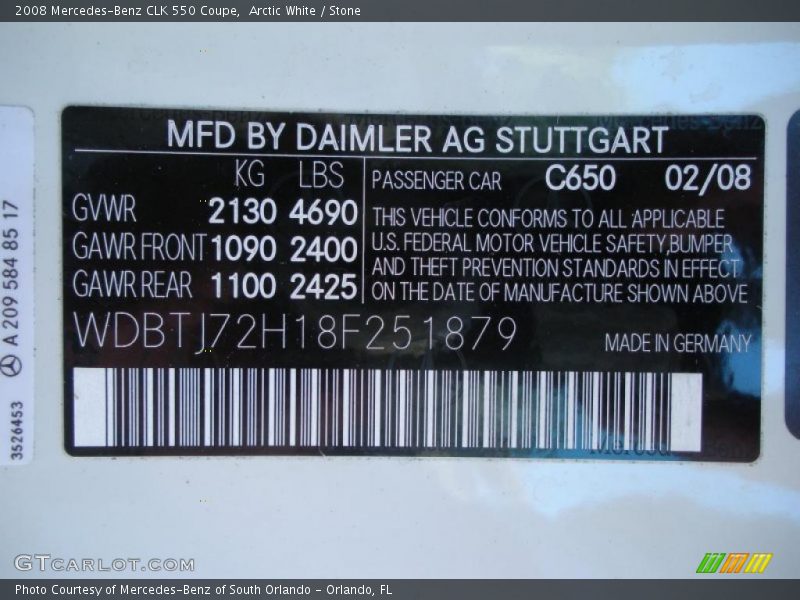 2008 Mercedes-Benz CLK 550 Coupe,  Arctic White / Stone
MFD BY DAIMLER AG STUTTGART
KG LBS
GVWR 2130 4690
GAWR FRONT 1090 2400
GAWR REAR 1100 2425
PASSENGER CAR C650 02/08
THIS VEHICLE CONFORMS TO ALL APPLICABLE
U.S. FEDERAL MOTOR VEHICLE SAFETY,BUMPER
AND THEFT PREVENTION STANDARDS IN EFFECT
ON THE DATE OF MANUFACTURE SHOWN ABOVE
WDBTJ72H18F251879
MADE IN GERMANY
3526453 A 209 584 85 17
GTCARLOT.COM
Photo Courtesy of Mercedes-Benz of South Orlando - Orlando, FL